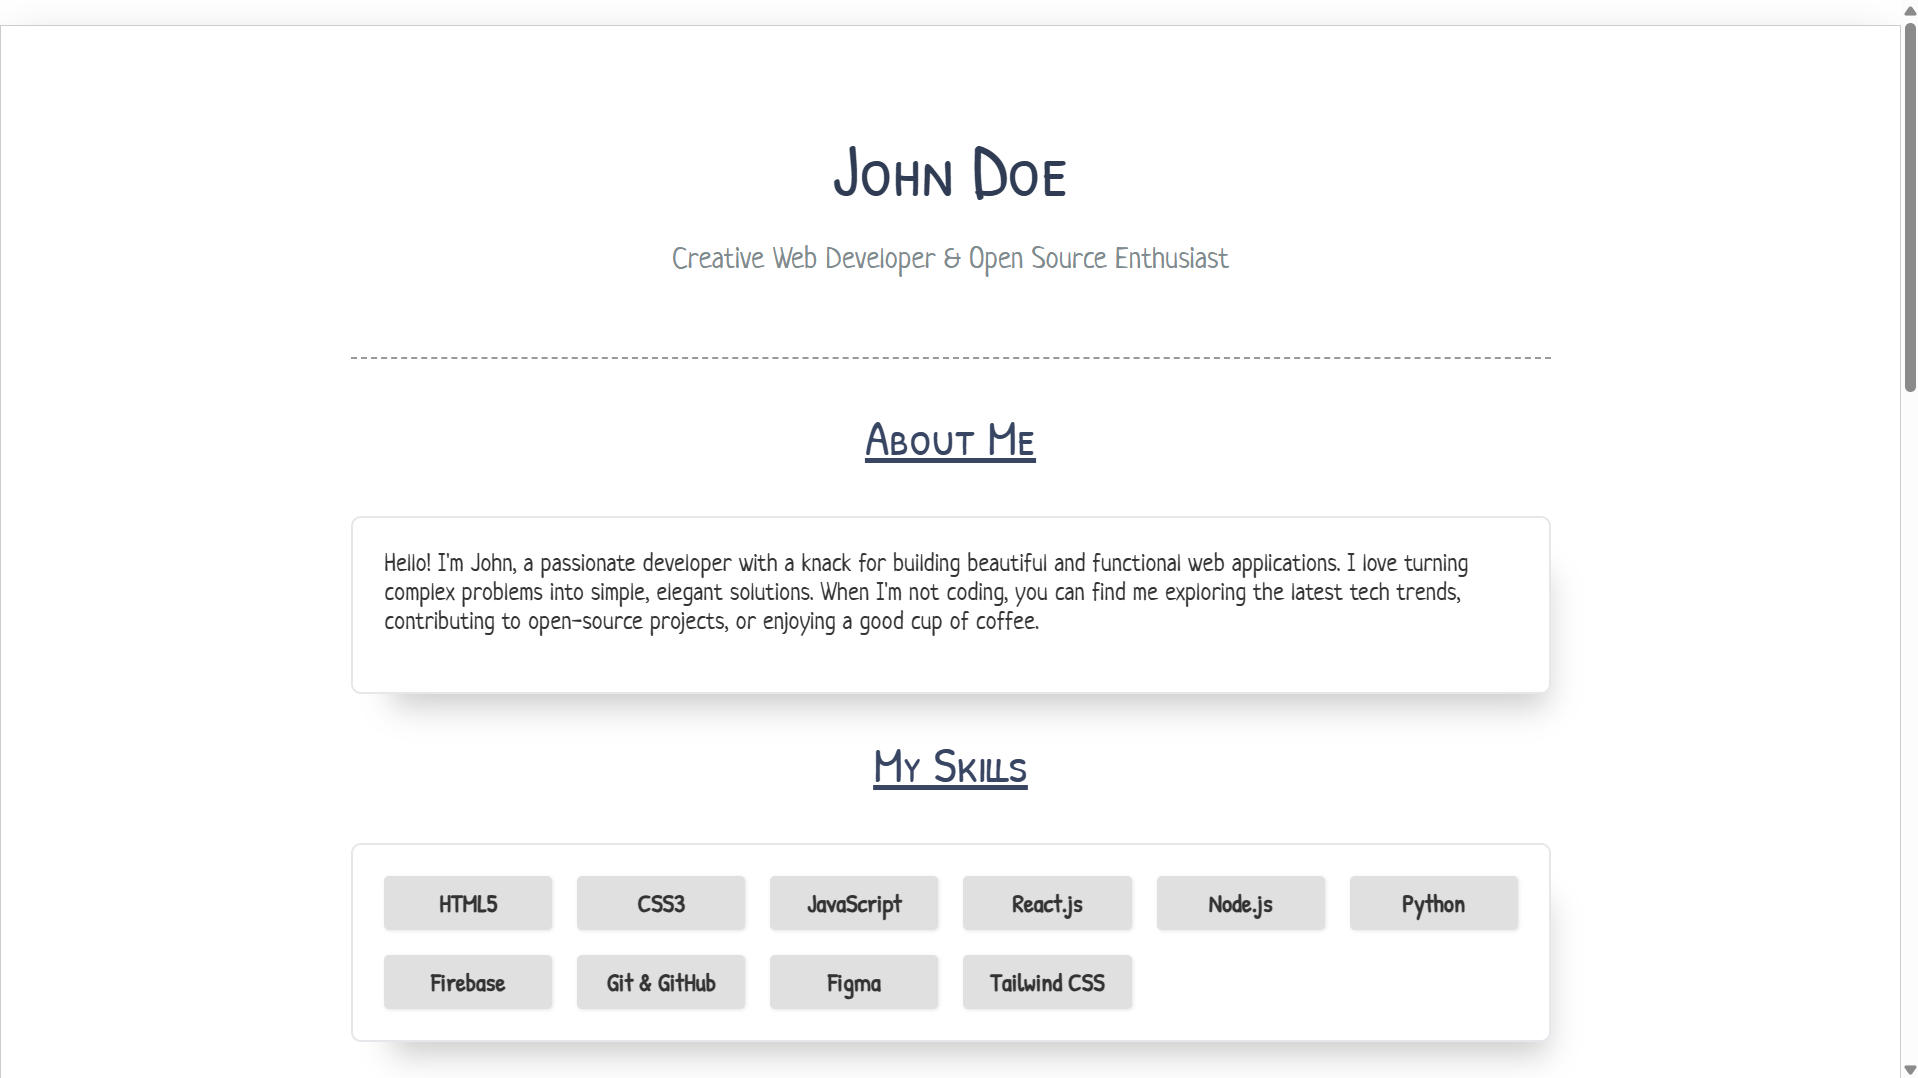 John Doe
Creative Web Developer & Open Source Enthusiast
About Me
Hello! I'm John, a passionate developer with a knack for building beautiful and functional web applications. I love turning
complex problems into simple, elegant solutions. When I'm not coding, you can find me exploring the latest tech trends,
contributing to open-source projects, or enjoying a good cup of coffee.
My Skills
HTML5
CSS3
JavaScript
React.js
Node.js
Python
Firebase
Git & GitHub
Figma
Tailwind CSS